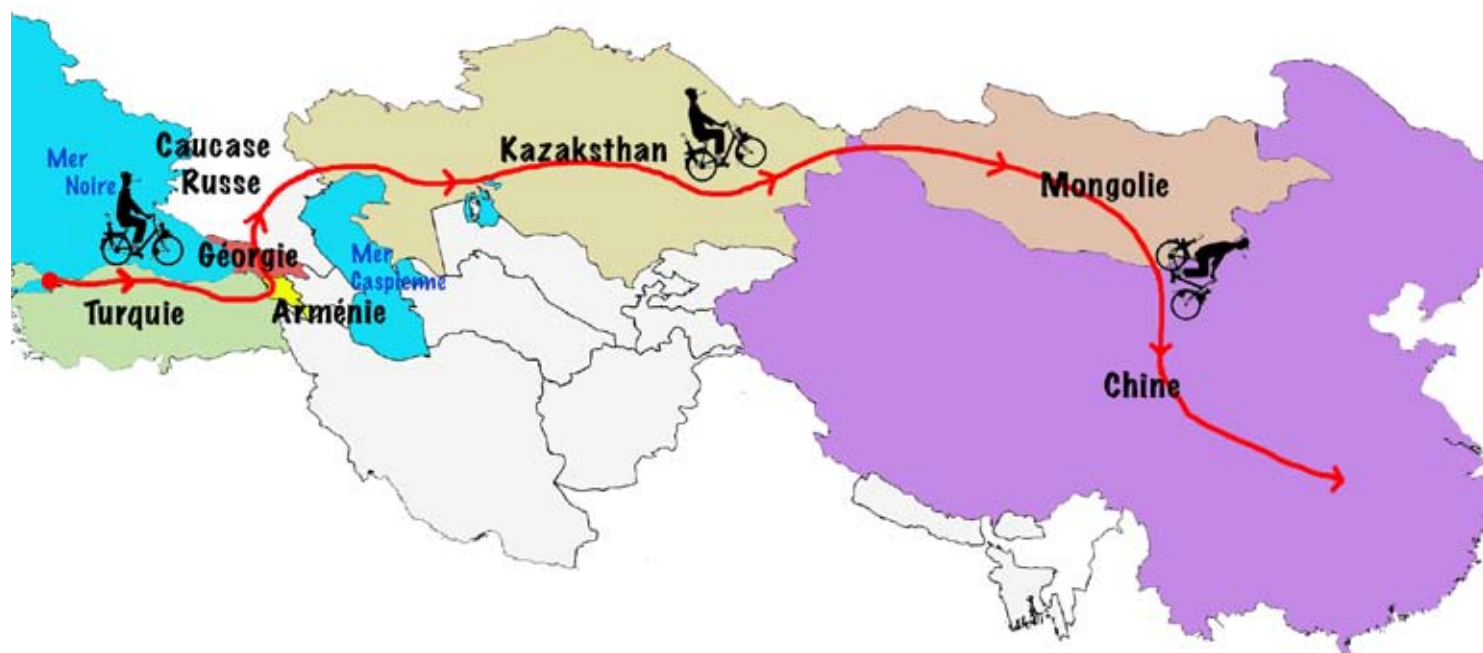 Caucase
Russe
Mer
Noire
Kazaksthan
Mongolie
Géorgie
Mer
Caspienne
Turquie
Arménie
Chine